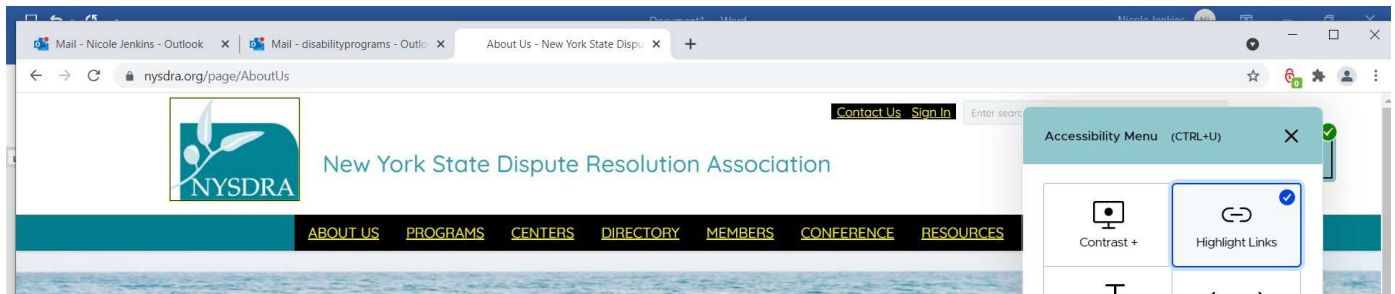 Document1 - Word
Nicole Jenkins
NJ
Mail - Nicole Jenkins - Outlook
Mail - disabilityprograms - Outlo
About Us - New York State Dispu
nysdra.org/page/AboutUs
0
Contact Us Sign In Enter searc
Accessibility Menu (CTRL+U)
NYSDRA
New York State Dispute Resolution Association
ABOUT US PROGRAMS CENTERS DIRECTORY MEMBERS CONFERENCE RESOURCES
Contrast +
Highlight Links